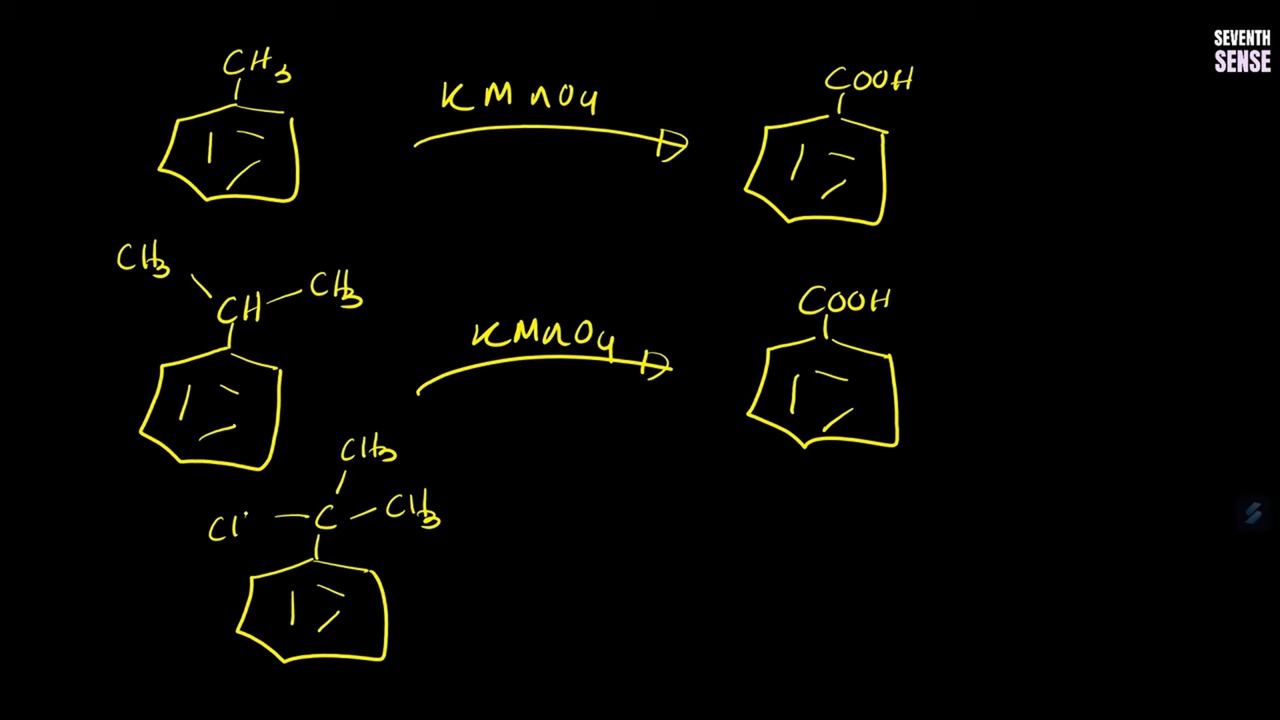 SEVENTH
SENSE
CH3
KMnO4
COOH
CH3
CH
CH3
KMnO4
COOH
CH3
Cl
C
CH3